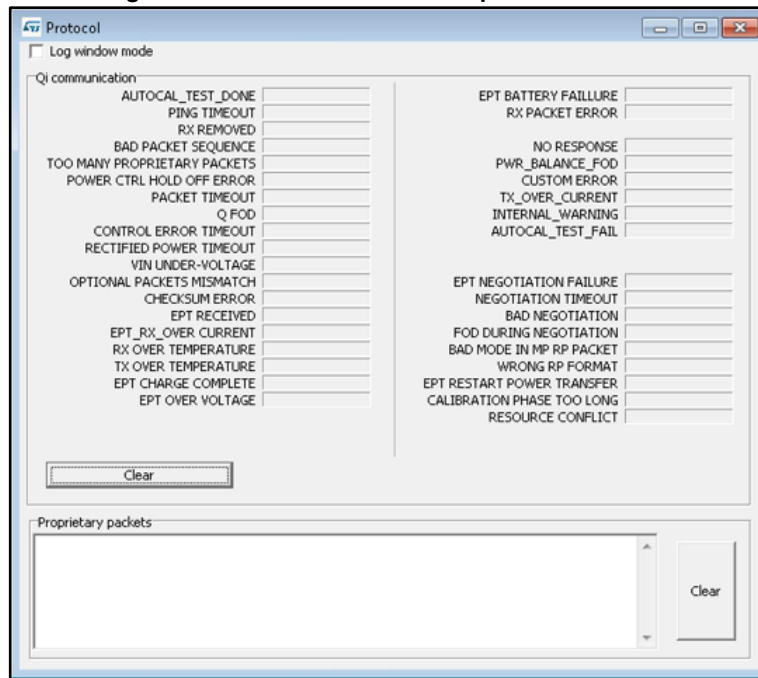 Protocol
Log window mode
Qi communication
AUTOCAL_TEST_DONE
PING TIMEOUT
RX REMOVED
BAD PACKET SEQUENCE
TOO MANY PROPRIETARY PACKETS
POWER CTRL HOLD OFF ERROR
PACKET TIMEOUT
Q FOD
CONTROL ERROR TIMEOUT
RECTIFIED POWER TIMEOUT
VIN UNDER-VOLTAGE
OPTIONAL PACKETS MISMATCH
CHECKSUM ERROR
EPT RECEIVED
EPT_RX_OVER CURRENT
RX OVER TEMPERATURE
TX OVER TEMPERATURE
EPT CHARGE COMPLETE
EPT OVER VOLTAGE
EPT BATTERY FAILLURE
RX PACKET ERROR
NO RESPONSE
PWR_BALANCE_FOD
CUSTOM ERROR
TX_OVER_CURRENT
INTERNAL_WARNING
AUTOCAL_TEST_FAIL
EPT NEGOTIATION FAILURE
NEGOTIATION TIMEOUT
BAD NEGOTIATION
FOD DURING NEGOTIATION
BAD MODE IN MP RP PACKET
WRONG RP FORMAT
EPT RESTART POWER TRANSFER
CALIBRATION PHASE TOO LONG
RESOURCE CONFLICT
Clear
Proprietary packets
Clear